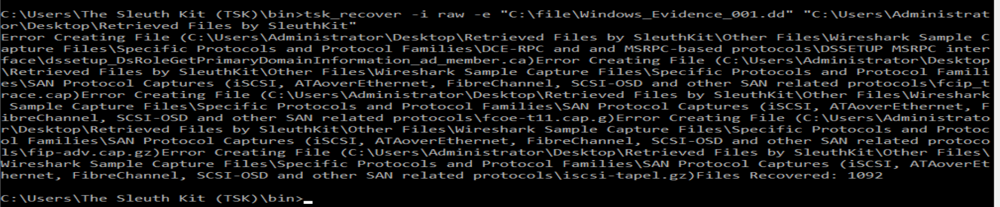 C:\Users\The Sleuth Kit (TSK)\bin>tsk_recover -i raw -e "C:\file\Windows_Evidence_001.dd" "C:\Users\Administrat
or\Desktop\Retrieved Files by SleuthKit"
Error Creating File (C:\Users\Administrator\Desktop\Retrieved Files by SleuthKit\Other Files\Wireshark Sample C
apture Files\Specific Protocols and Protocol Families\DCE-RPC and and MSRPC-based protocols\DSSETUP MSRPC inter
face\dssetup_DsRoleGetPrimaryDomainInformation_ad_member.ca)Error Creating File (C:\Users\Administrator\Desktop
\Retrieved Files by SleuthKit\Other Files\Wireshark Sample Capture Files\Specific Protocols and Protocol Famili
es\SAN Protocol Captures (iSCSI, ATAoverEthernet, FibreChannel, SCSI-OSD and other SAN related protocols\fcip_t
race.cap)Error Creating File (C:\Users\Administrator\Desktop\Retrieved Files by SleuthKit\Other Files\Wireshark
 Sample Capture Files\Specific Protocols and Protocol Families\SAN Protocol Captures (iSCSI, ATAoverEthernet, F
ibreChannel, SCSI-OSD and other SAN related protocols\fcoe-t11.cap.g)Error Creating File (C:\Users\Administrato
r\Desktop\Retrieved Files by SleuthKit\Other Files\Wireshark Sample Capture Files\Specific Protocols and Protoc
ol Families\SAN Protocol Captures (iSCSI, ATAoverEthernet, FibreChannel, SCSI-OSD and other SAN related protoco
ls\fip-adv.cap.gz)Error Creating File (C:\Users\Administrator\Desktop\Retrieved Files by SleuthKit\Other Files\
Wireshark Sample Capture Files\Specific Protocols and Protocol Families\SAN Protocol Captures (iSCSI, ATAoverEt
hernet, FibreChannel, SCSI-OSD and other SAN related protocols\iscsi-tapel.gz)Files Recovered: 1092
C:\Users\The Sleuth Kit (TSK)\bin>_